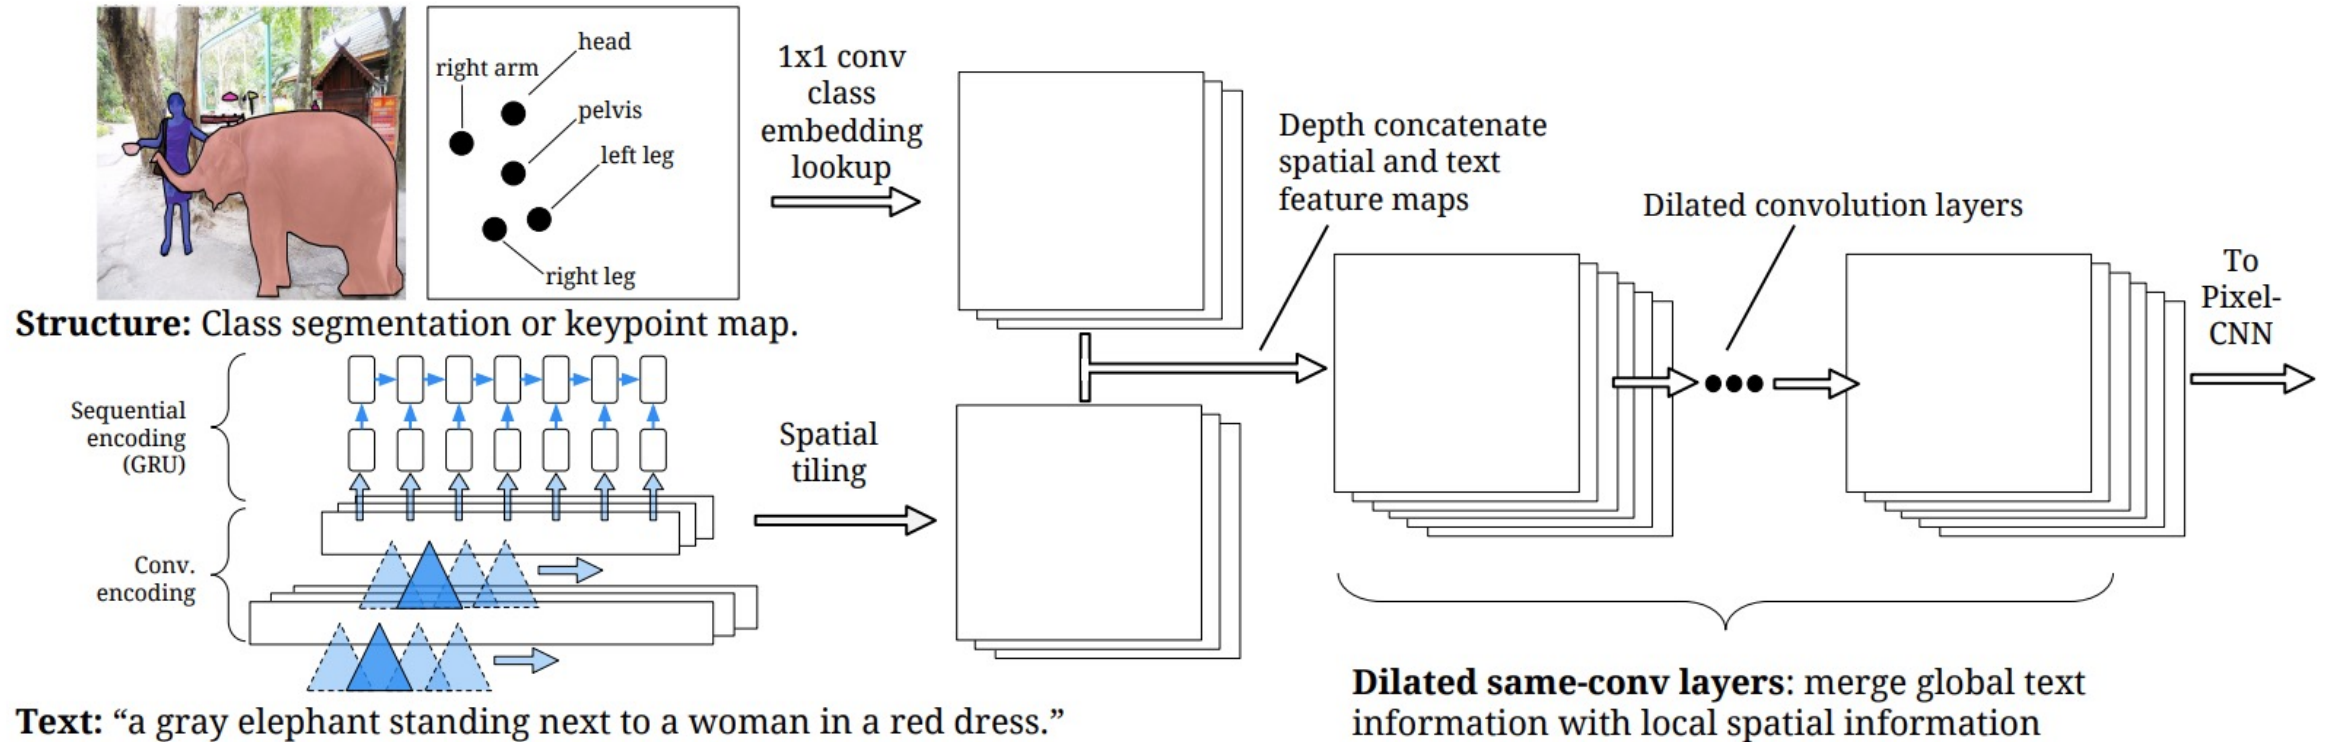 head
right arm
pelvis
left leg
right leg
Structure: Class segmentation or keypoint map.
1x1 conv
class
embedding
lookup
Sequential
encoding
(GRU)
Conv.
encoding
Text: “a gray elephant standing next to a woman in a red dress.”
Spatial
tiling
Depth concatenate
spatial and text
feature maps
Dilated convolution layers
To
Pixel-
CNN
Dilated same-conv layers: merge global text
information with local spatial information